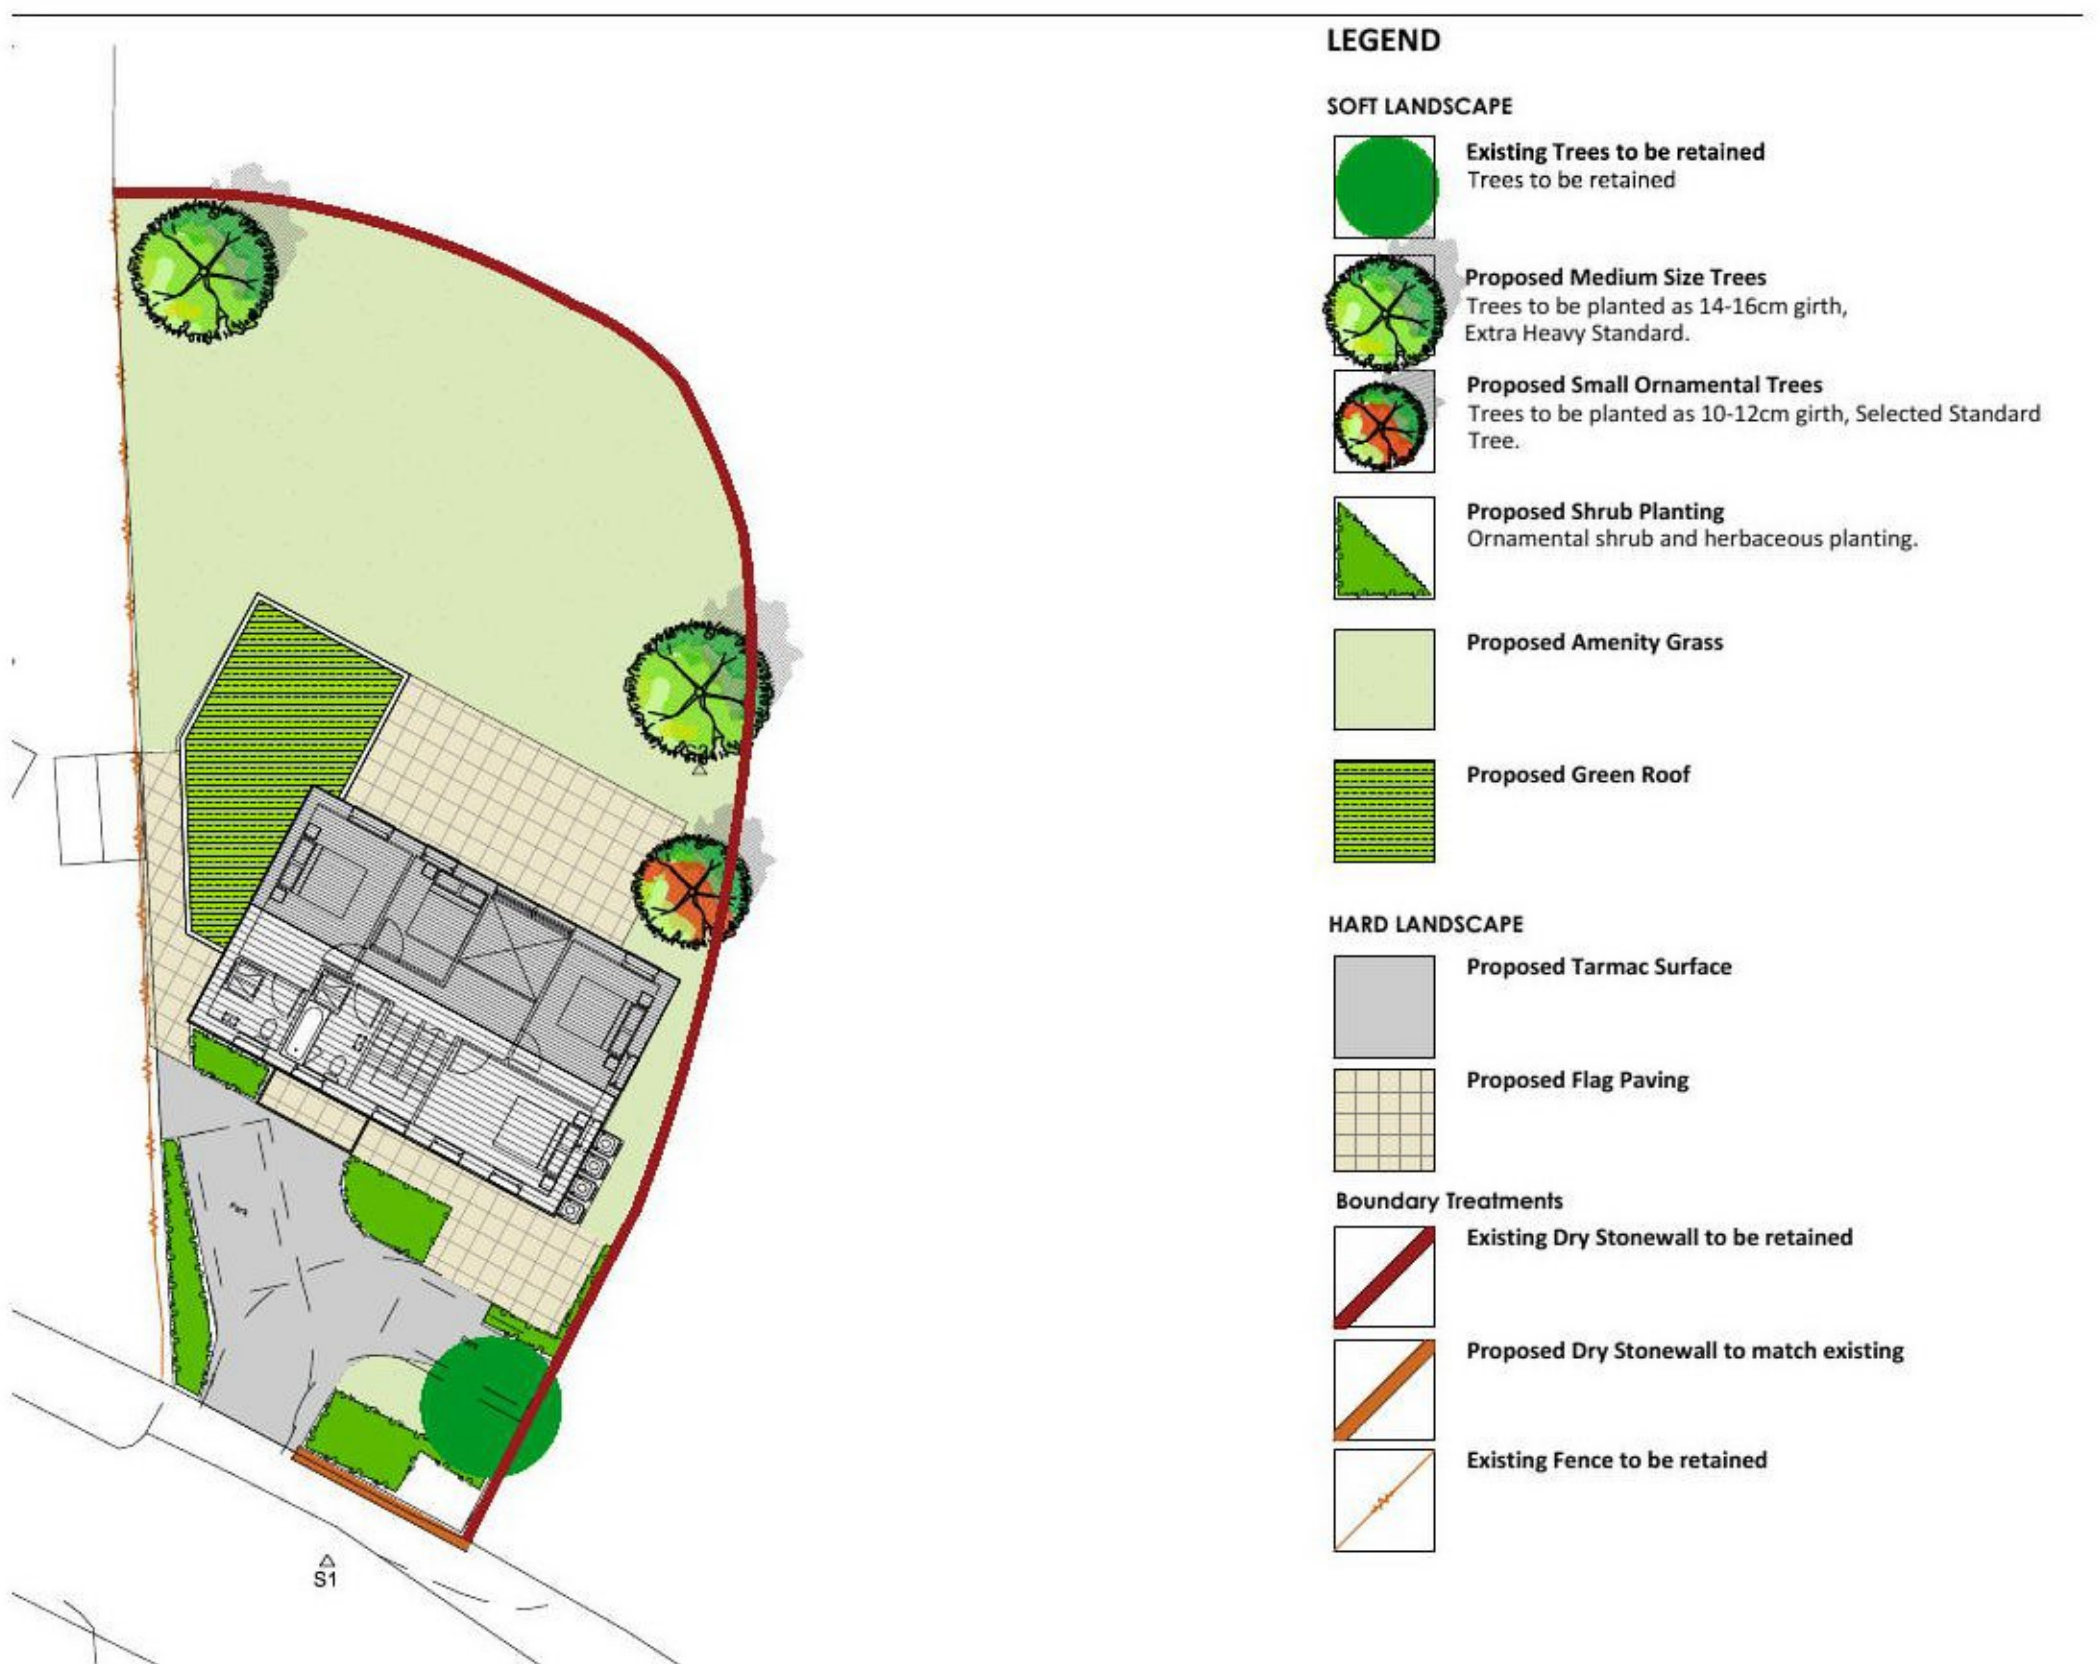 LEGEND
SOFT LANDSCAPE
Existing Trees to be retained
Trees to be retained
Proposed Medium Size Trees
Trees to be planted as 14-16cm girth,
Extra Heavy Standard.
Proposed Small Ornamental Trees
Trees to be planted as 10-12cm girth, Selected Standard
Tree.
Proposed Shrub Planting
Ornamental shrub and herbaceous planting.
Proposed Amenity Grass
Proposed Green Roof
HARD LANDSCAPE
Proposed Tarmac Surface
Proposed Flag Paving
Boundary Treatments
Existing Dry Stonewall to be retained
Proposed Dry Stonewall to match existing
Existing Fence to be retained
S1